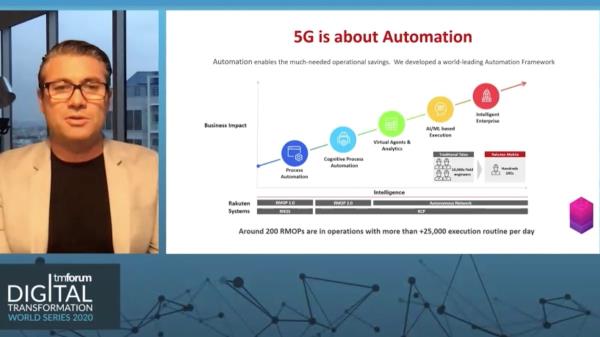 5G is about Automation
Automation enables the much-needed operational savings. We developed a world-leading Automation Framework
Business Impact
Process
Automation
Cognitive Process
Automation
Virtual Agents &
Analytics
AI/ML based
Execution
Intelligent
Enterprise
Traditional Telco
10,000s Field
engineers
Rakuten Mobile
Hundreds
Intelligence
Rakuten
Systems
RMOP 1.0
RMOP 2.0
Autonomous Network
RCP
Around 200 RMOPs are in operations with more than +25,000 execution routine per day
tmforum
DIGITAL
TRANSFORMATION
WORLD SERIES 2020